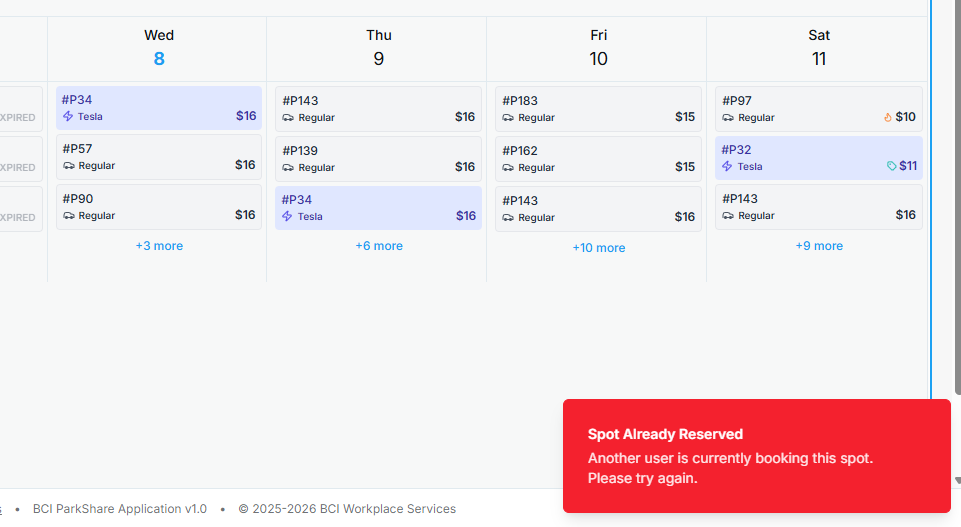 Wed Thu Fri Sat
8 9 10 11
XPIRED
XPIRED
XPIRED
#P34
Tesla $16
#P57
Regular $16
#P90
Regular $16
+3 more
#P143
Regular $16
#P139
Regular $16
#P34
Tesla $16
+6 more
#P183
Regular $15
#P162
Regular $15
#P143
Regular $16
+10 more
#P97
Regular $10
#P32
Tesla $11
#P143
Regular $16
+9 more
Spot Already Reserved
Another user is currently booking this spot.
Please try again.
s • BCI ParkShare Application v1.0 • © 2025-2026 BCI Workplace Services